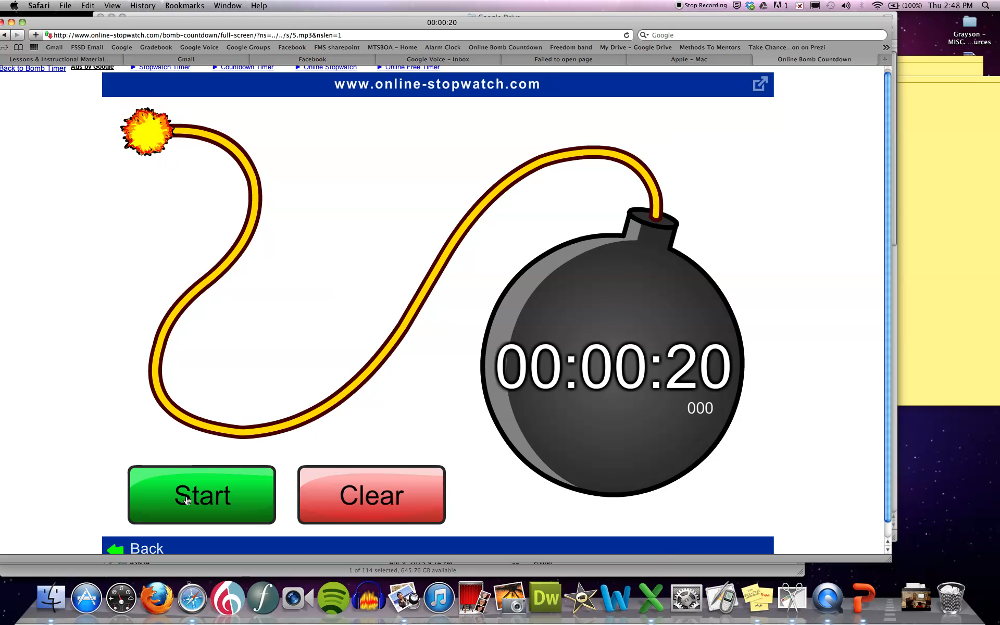 Safari File Edit View History Bookmarks Window Help Stop Recording 1 (100%) Thu 2:48 PM
Google Drive
Grayson -
MISC. ...urces
00:00:20
http://www.online-stopwatch.com/bomb-countdown/full-screen/?ns=../../s/5.mp3&nslen=1 Google
Gmail FSSD Email Google Gradebook Google Voice Google Groups Facebook FMS sharepoint MTSBOA - Home Alarm Clock Online Bomb Countdown Freedom band My Drive - Google Drive Methods To Mentors Take Chance...on on Prezi
Lessons & Instructional Material... Gmail Facebook Google Voice - Inbox Failed to open page Apple - Mac Online Bomb Countdown
Back to Bomb Timer Ads by Google Stopwatch Timer Countdown Timer Online Stopwatch Online Free Timer
www.online-stopwatch.com
00:00:20
000
Start Clear
Back
1 of 114 selected, 645.76 GB available
Dw